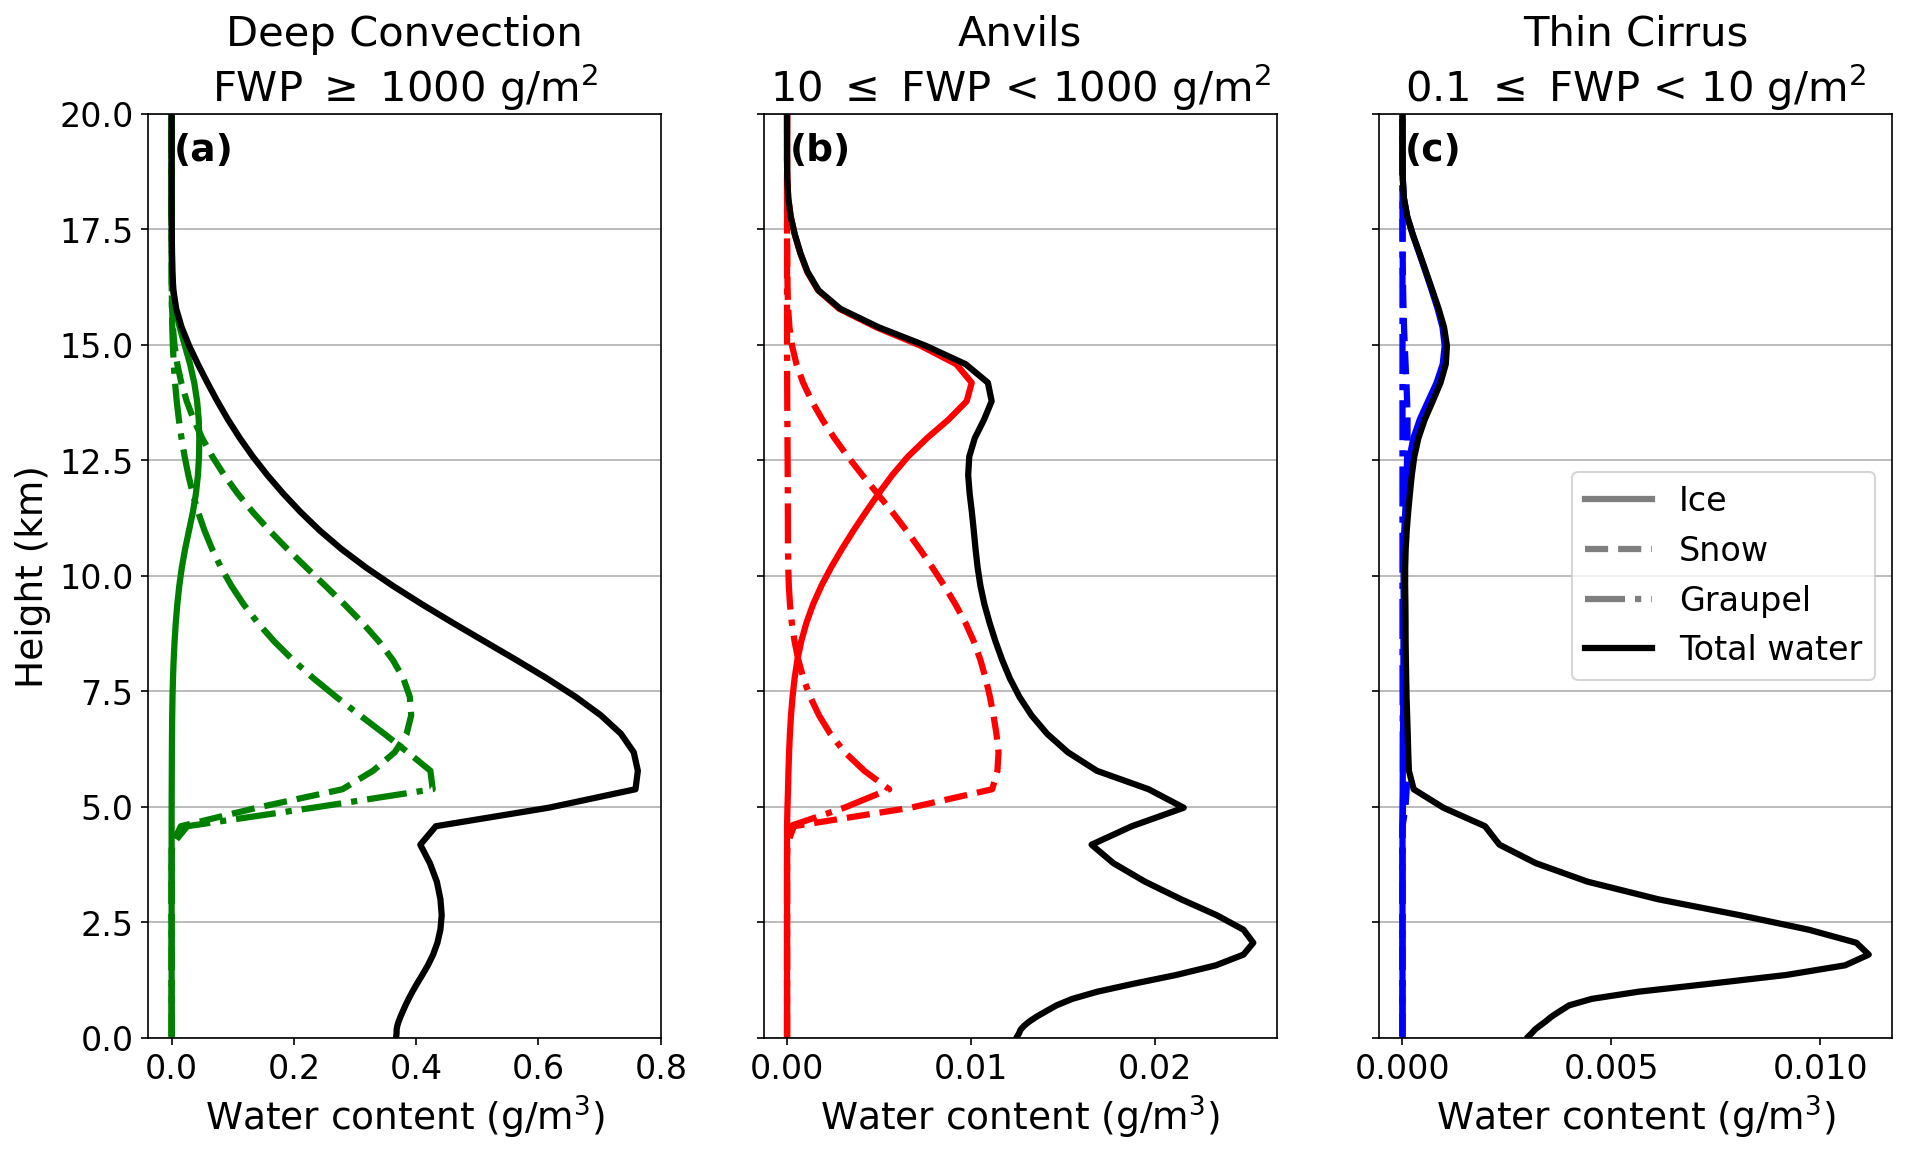 Deep Convection
FWP ≥ 1000 g/m²
Anvils
10 ≤ FWP < 1000 g/m²
Thin Cirrus
0.1 ≤ FWP < 10 g/m²
(a)
(b)
(c)
Height (km)
20.0
17.5
15.0
12.5
10.0
7.5
5.0
2.5
0.0
Ice
Snow
Graupel
Total water
0.0 0.2 0.4 0.6 0.8
0.00 0.01 0.02
0.000 0.005 0.010
Water content (g/m³)
Water content (g/m³)
Water content (g/m³)